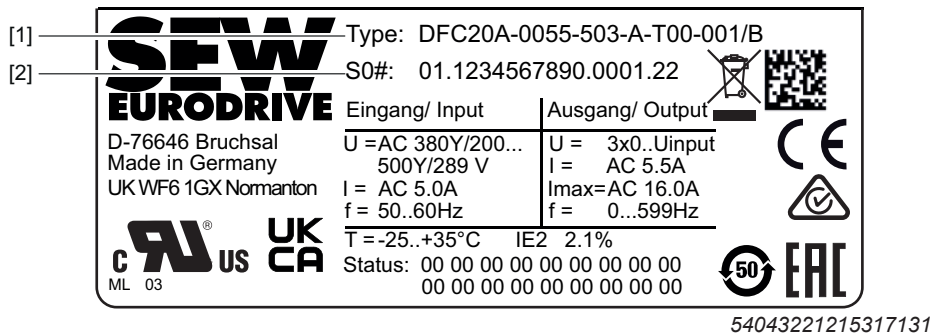 [1]
Type: DFC20A-0055-503-A-T00-001/B
[2]
S0#: 01.1234567890.0001.22
SEW
EURODRIVE
D-76646 Bruchsal
Made in Germany
UK WF6 1GX Normanton
Eingang/ Input
U =AC 380Y/200...
500Y/289 V
I = AC 5.0A
f = 50..60Hz
Ausgang/ Output
U = 3x0..Uinput
I = AC 5.5A
Imax=AC 16.0A
f = 0...599Hz
T =-25..+35°C IE2 2.1%
Status: 00 00 00 00 00 00 00 00 00
00 00 00 00 00 00 00 00 00
C RU ® US
ML 03
UK
CA
CE
50
EAC
54043221215317131